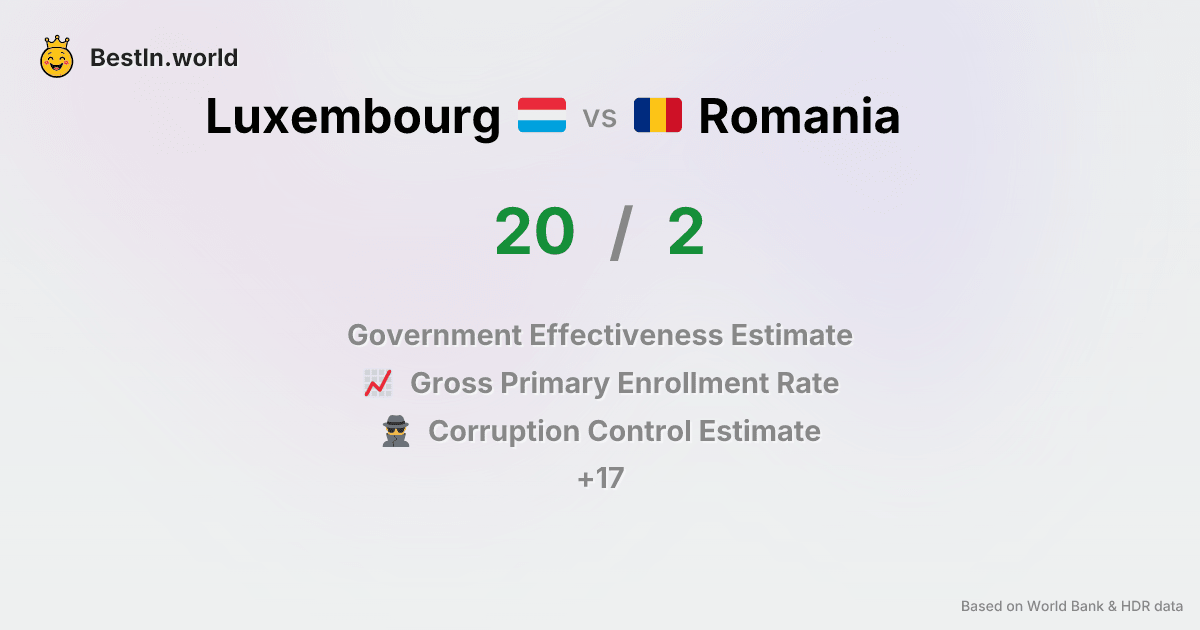 BestIn.world
Luxembourg vs Romania
20 / 2
Government Effectiveness Estimate
Gross Primary Enrollment Rate
Corruption Control Estimate
+17
Based on World Bank & HDR data